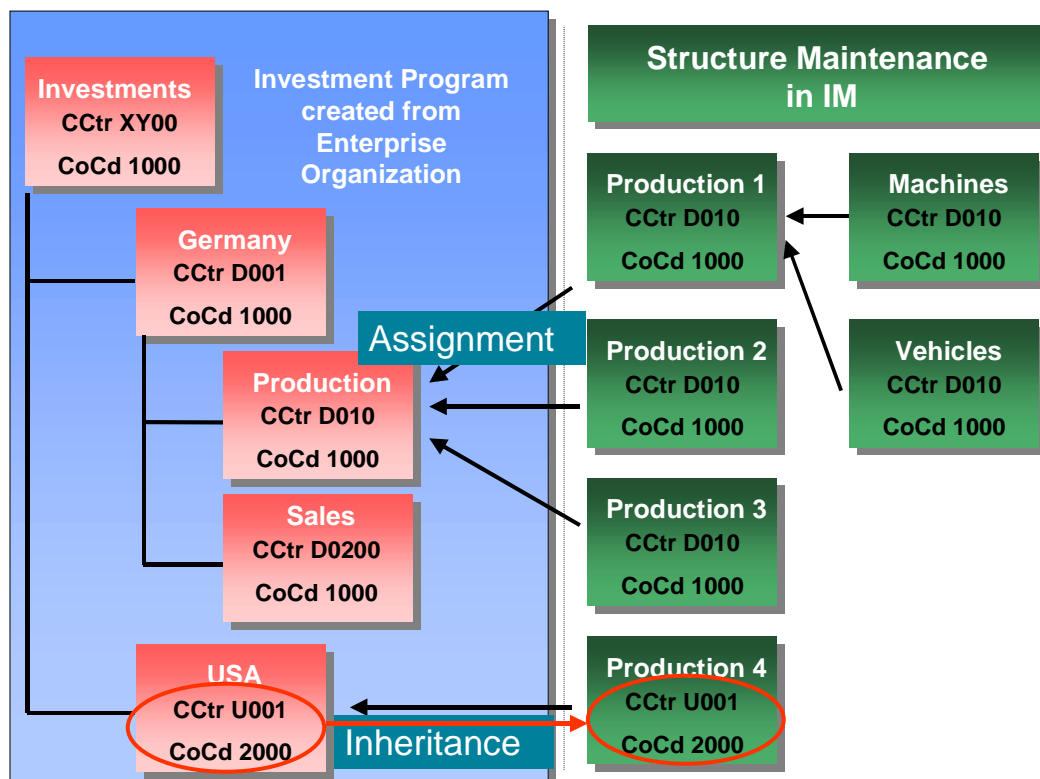 Investments
CCtr XY00
CoCd 1000
Investment Program
created from
Enterprise
Organization
Germany
CCtr D001
CoCd 1000
Production
CCtr D010
CoCd 1000
Sales
CCtr D0200
CoCd 1000
USA
CCtr U001
CoCd 2000
Assignment
Inheritance
Structure Maintenance
in IM
Production 1
CCtr D010
CoCd 1000
Machines
CCtr D010
CoCd 1000
Production 2
CCtr D010
CoCd 1000
Vehicles
CCtr D010
CoCd 1000
Production 3
CCtr D010
CoCd 1000
Production 4
CCtr U001
CoCd 2000